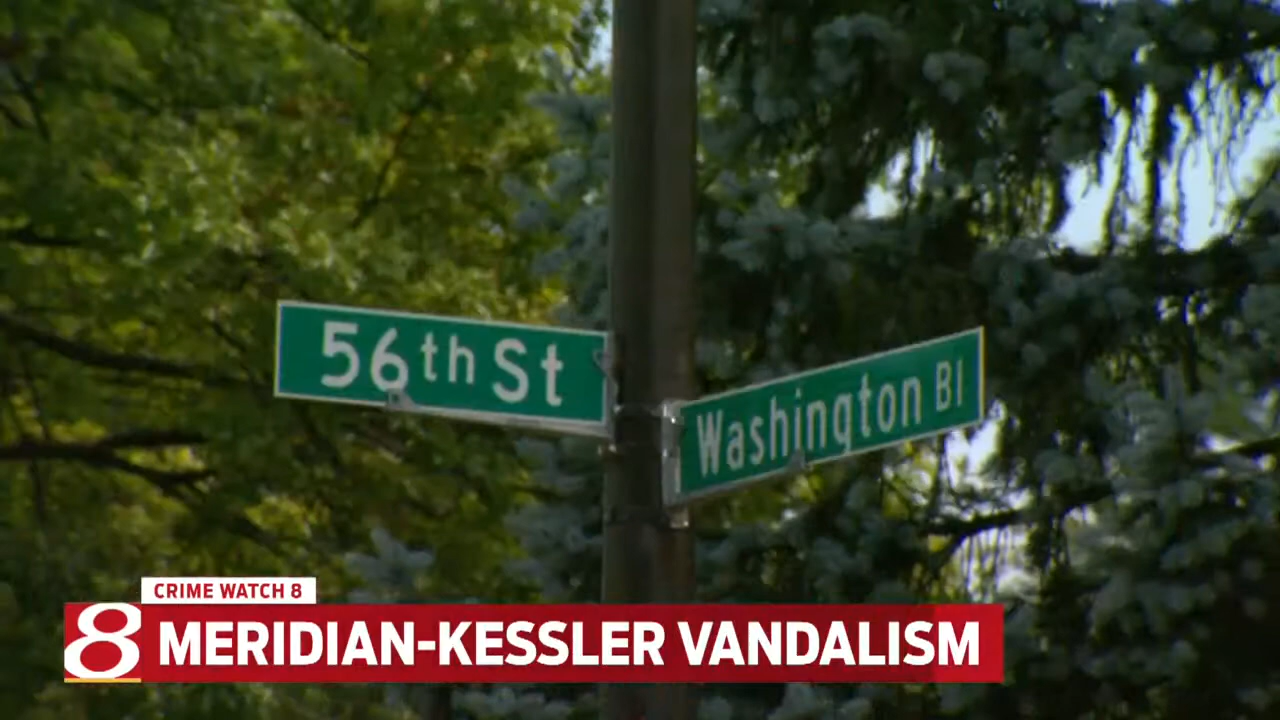 56th St
Washington Bl
CRIME WATCH 8
8 MERIDIAN-KESSLER VANDALISM